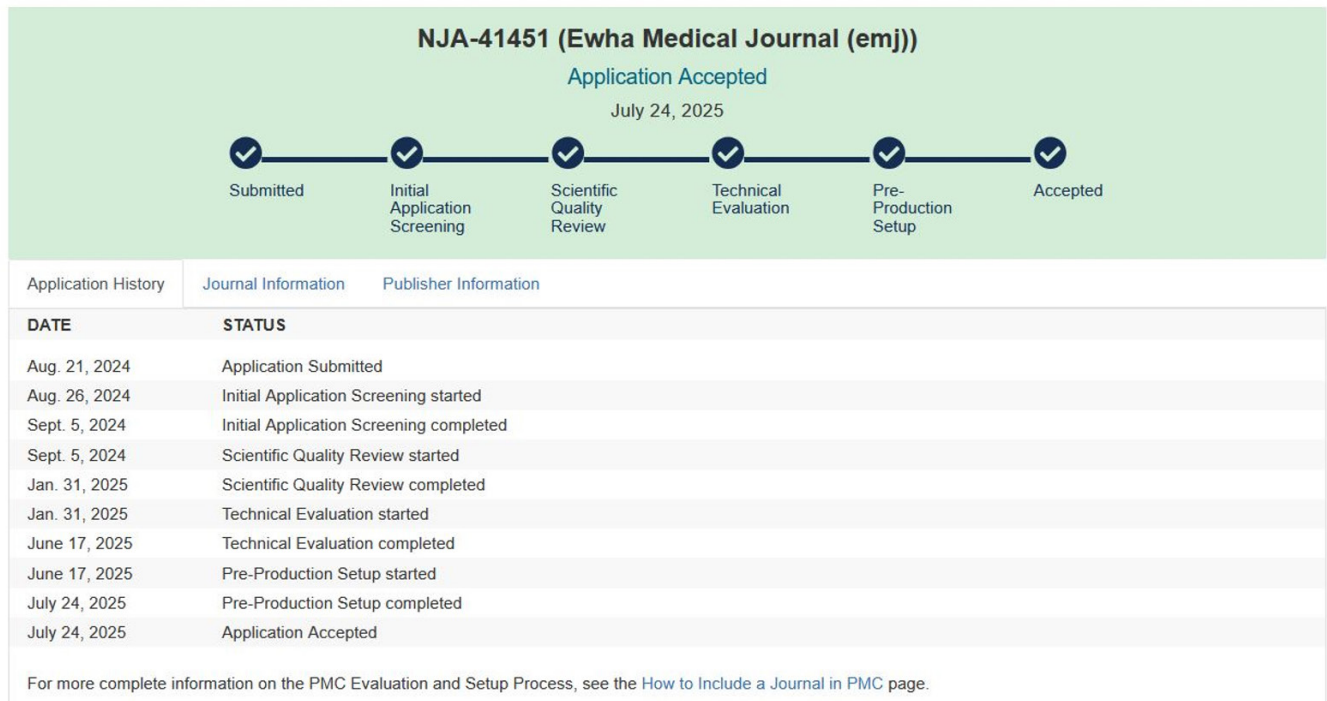 NJA-41451 (Ewha Medical Journal (emj))
Application Accepted
July 24, 2025
Submitted
Initial
Application
Screening
Scientific
Quality
Review
Technical
Evaluation
Pre-
Production
Setup
Accepted
Application History Journal Information Publisher Information
DATE STATUS
Aug. 21, 2024 Application Submitted
Aug. 26, 2024 Initial Application Screening started
Sept. 5, 2024 Initial Application Screening completed
Sept. 5, 2024 Scientific Quality Review started
Jan. 31, 2025 Scientific Quality Review completed
Jan. 31, 2025 Technical Evaluation started
June 17, 2025 Technical Evaluation completed
June 17, 2025 Pre-Production Setup started
July 24, 2025 Pre-Production Setup completed
July 24, 2025 Application Accepted
For more complete information on the PMC Evaluation and Setup Process, see the How to Include a Journal in PMC page.